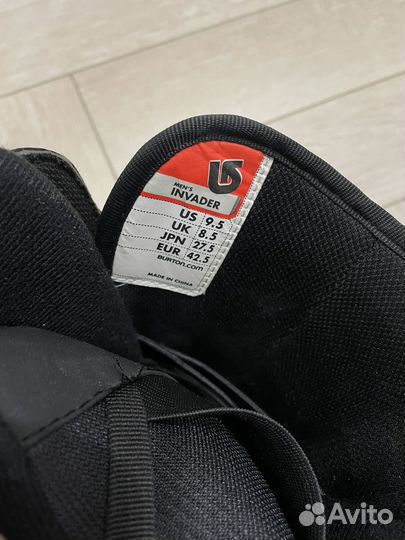 MEN'S
INVADER
US 9.5
UK 8.5
JPN 27.5
EUR 42.5
BURTON.COM
MADE IN CHINA
Avito